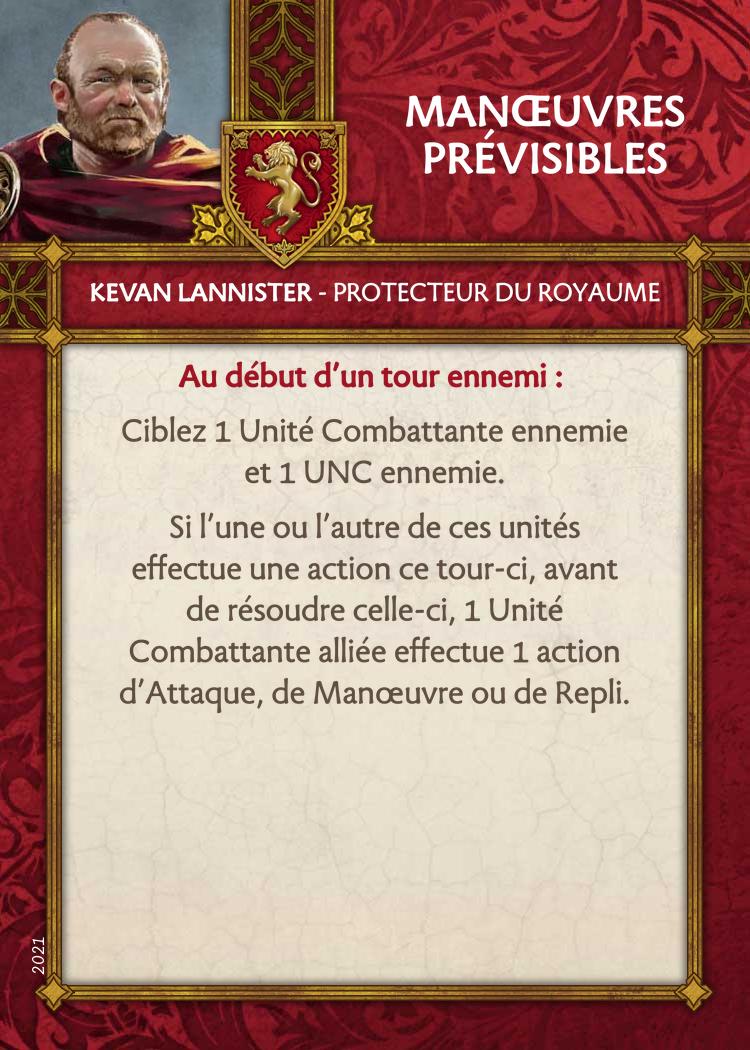 MANŒUVRES
PRÉVISIBLES
KEVAN LANNISTER - PROTECTEUR DU ROYAUME
Au début d’un tour ennemi :
Ciblez 1 Unité Combattante ennemie
et 1 UNC ennemie.
Si l’une ou l’autre de ces unités
effectue une action ce tour-ci, avant
de résoudre celle-ci, 1 Unité
Combattante alliée effectue 1 action
d’Attaque, de Manœuvre ou de Repli.
2021